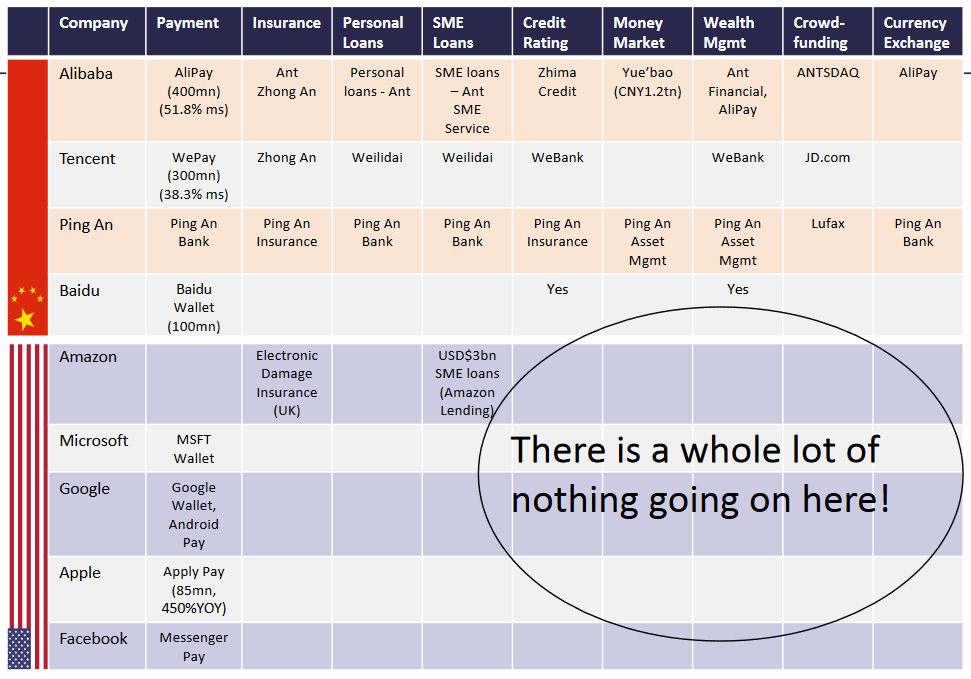 Company
Payment
Insurance
Personal
Loans
SME
Loans
Credit
Rating
Money
Market
Wealth
Mgmt
Crowd-
funding
Currency
Exchange
Alibaba
AliPay
(400mn)
(51.8% ms)
Ant
Zhong An
Personal
loans - Ant
SME loans
– Ant
SME
Service
Zhima
Credit
Yue’bao
(CNY1.2tn)
Ant
Financial,
AliPay
ANTSDAQ
AliPay
Tencent
WePay
(300mn)
(38.3% ms)
Zhong An
Weilidai
Weilidai
WeBank
WeBank
JD.com
Ping An
Ping An
Bank
Ping An
Insurance
Ping An
Bank
Ping An
Bank
Ping An
Insurance
Ping An
Asset
Mgmt
Ping An
Asset
Mgmt
Lufax
Ping An
Bank
Baidu
Baidu
Wallet
(100mn)
Yes
Yes
Amazon
Electronic
Damage
Insurance
(UK)
USD$3bn
SME loans
(Amazon
Lending)
Microsoft
MSFT
Wallet
There is a whole lot of
nothing going on here!
Google
Google
Wallet,
Android
Pay
Apple
Apply Pay
(85mn,
450%YOY)
Facebook
Messenger
Pay